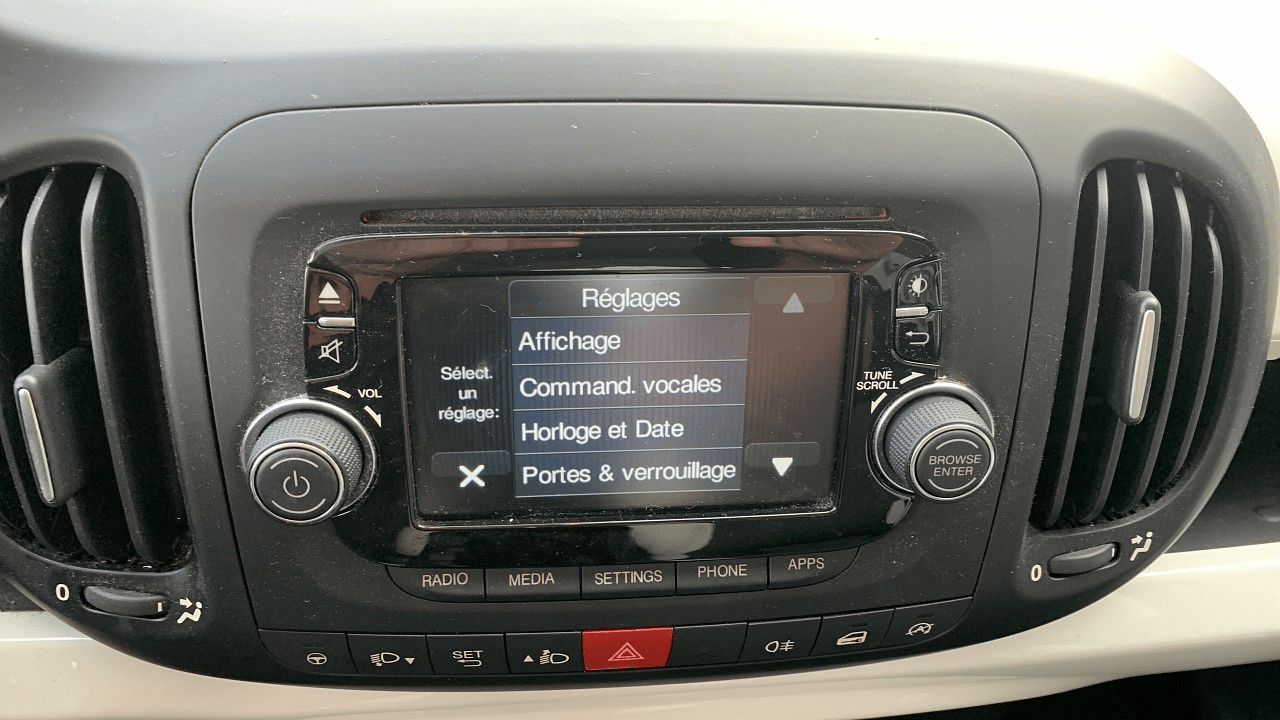 Réglages
Affichage
Sélect.
un
réglage:
Command. vocales
Horloge et Date
Portes & verrouillage
VOL
TUNE
SCROLL
BROWSE
ENTER
RADIO
MEDIA
SETTINGS
PHONE
APPS
0
0
SET